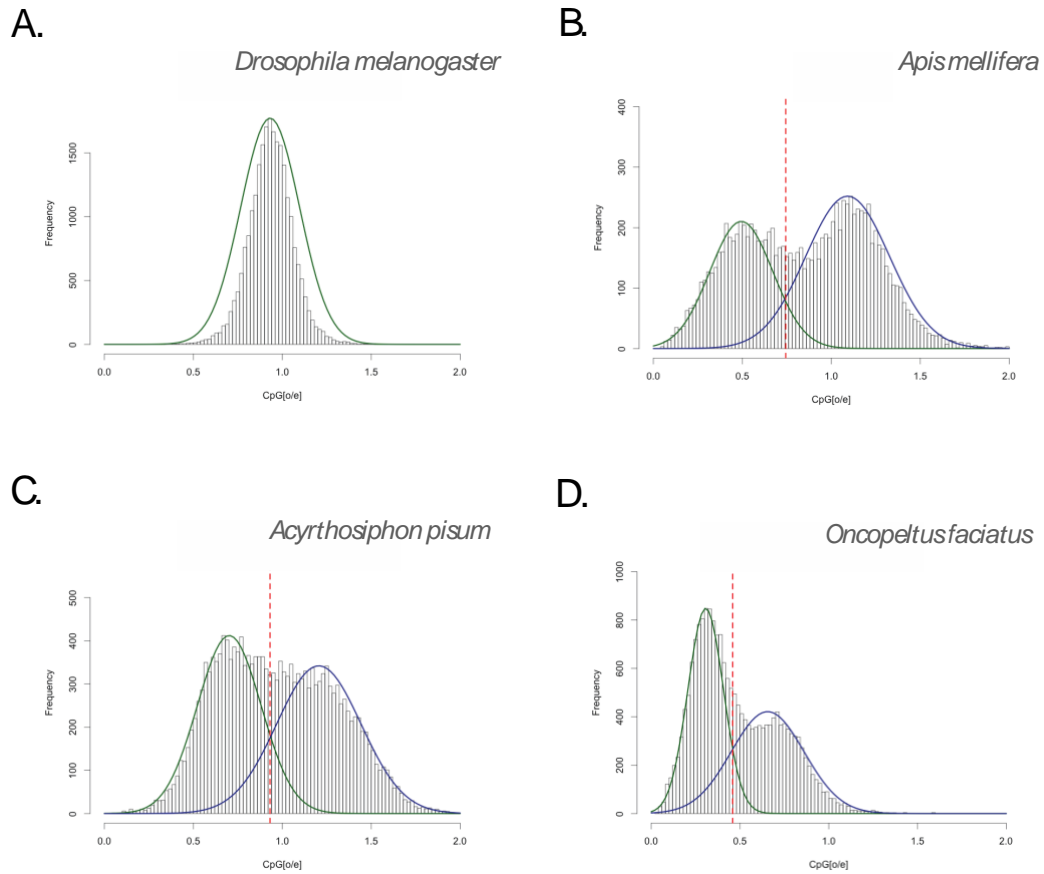 A.
Drosophila melanogaster
1500
1000
500
0
Frequency
0.0 0.5 1.0 1.5 2.0
CpG[o/e]
B.
Apis mellifera
400
300
200
100
0
Frequency
0.0 0.5 1.0 1.5 2.0
CpG[o/e]
C.
Acyrthosiphon pisum
500
400
300
200
100
0
Frequency
0.0 0.5 1.0 1.5 2.0
CpG[o/e]
D.
Oncopeltus faciatus
1000
800
600
400
200
0
Frequency
0.0 0.5 1.0 1.5 2.0
CpG[o/e]